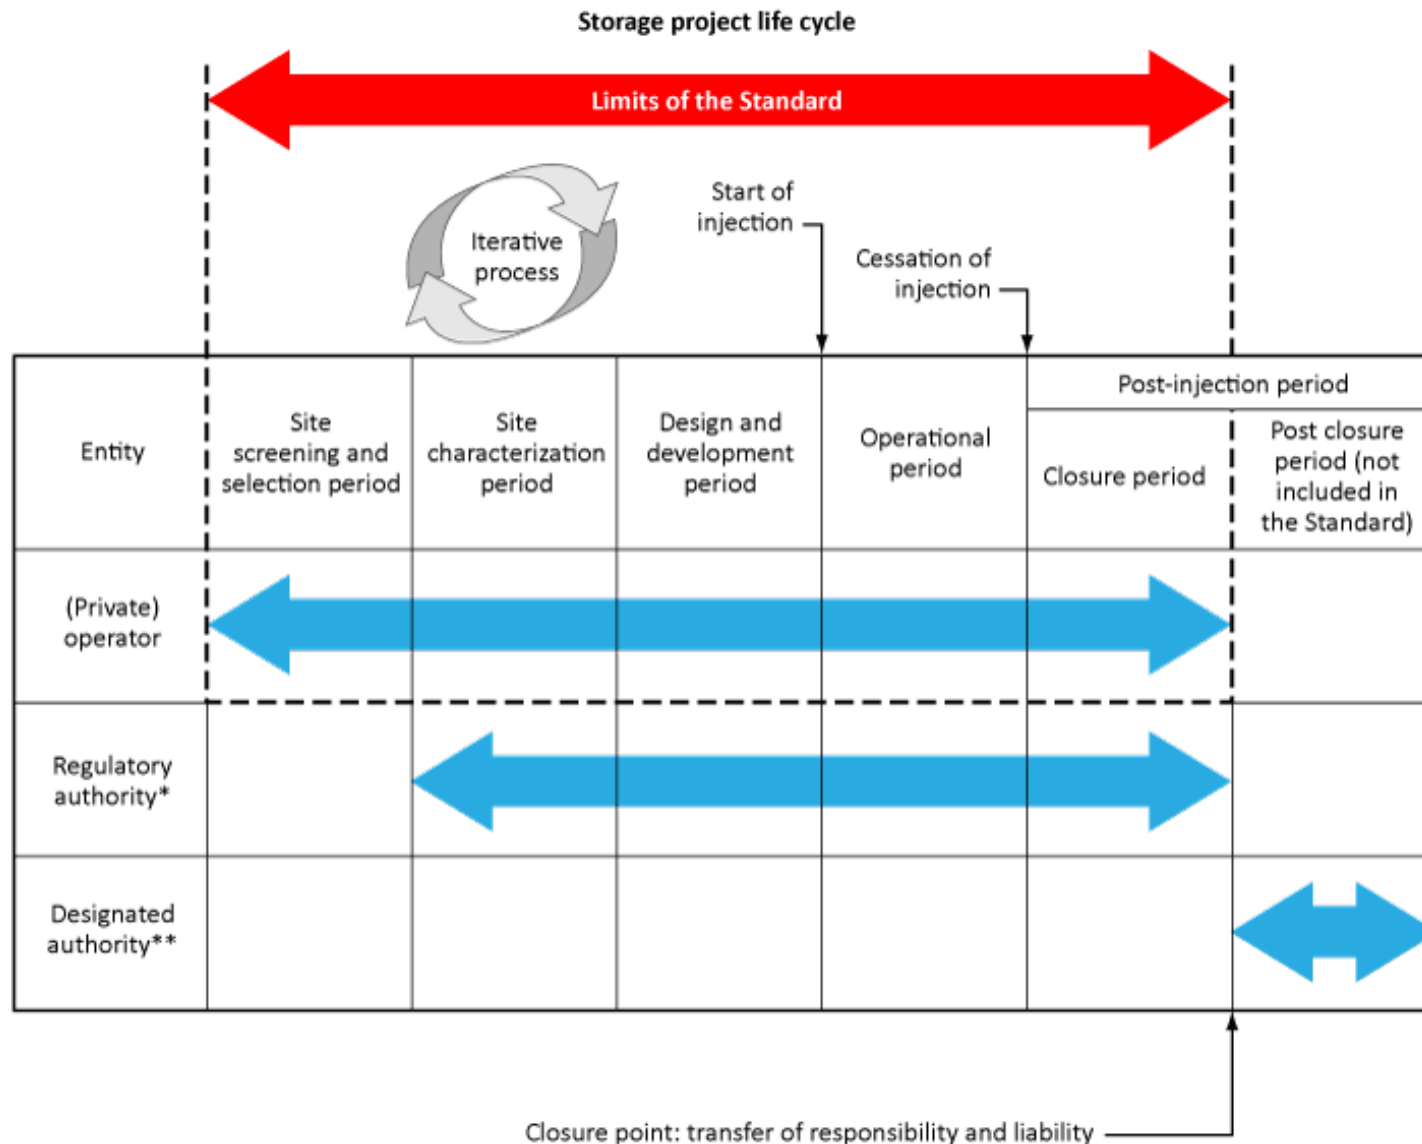 Storage project life cycle
Limits of the Standard
Iterative
process
Start of
injection
Cessation of
injection
Entity
Site
screening and
selection period
Site
characterization
period
Design and
development
period
Operational
period
Post-injection period
Closure period
Post closure
period (not
included in
the Standard)
(Private)
operator
Regulatory
authority*
Designated
authority**
Closure point: transfer of responsibility and liability